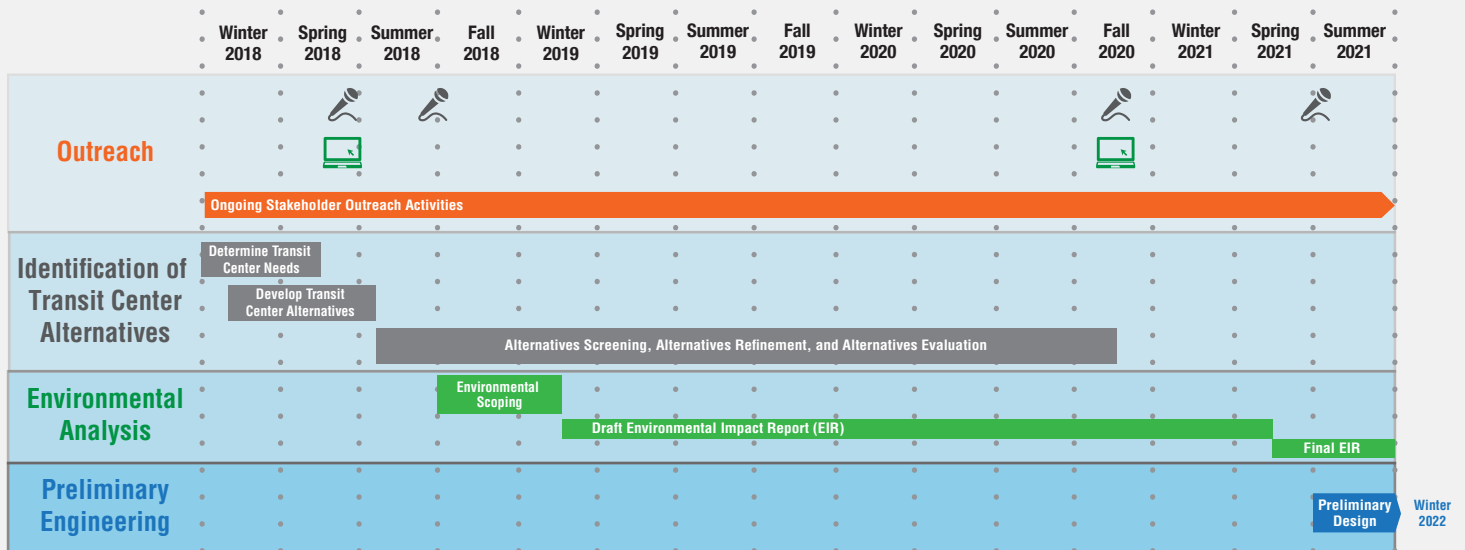 Winter Spring Summer Fall Winter Spring Summer Fall Winter Spring Summer Fall Winter Spring Summer
2018 2018 2018 2018 2019 2019 2019 2019 2020 2020 2020 2020 2021 2021 2021
Outreach
Ongoing Stakeholder Outreach Activities
Identification of
Transit Center
Alternatives
Determine Transit
Center Needs
Develop Transit
Center Alternatives
Alternatives Screening, Alternatives Refinement, and Alternatives Evaluation
Environmental
Analysis
Environmental
Scoping
Draft Environmental Impact Report (EIR)
Final EIR
Preliminary
Engineering
Preliminary
Design
Winter
2022